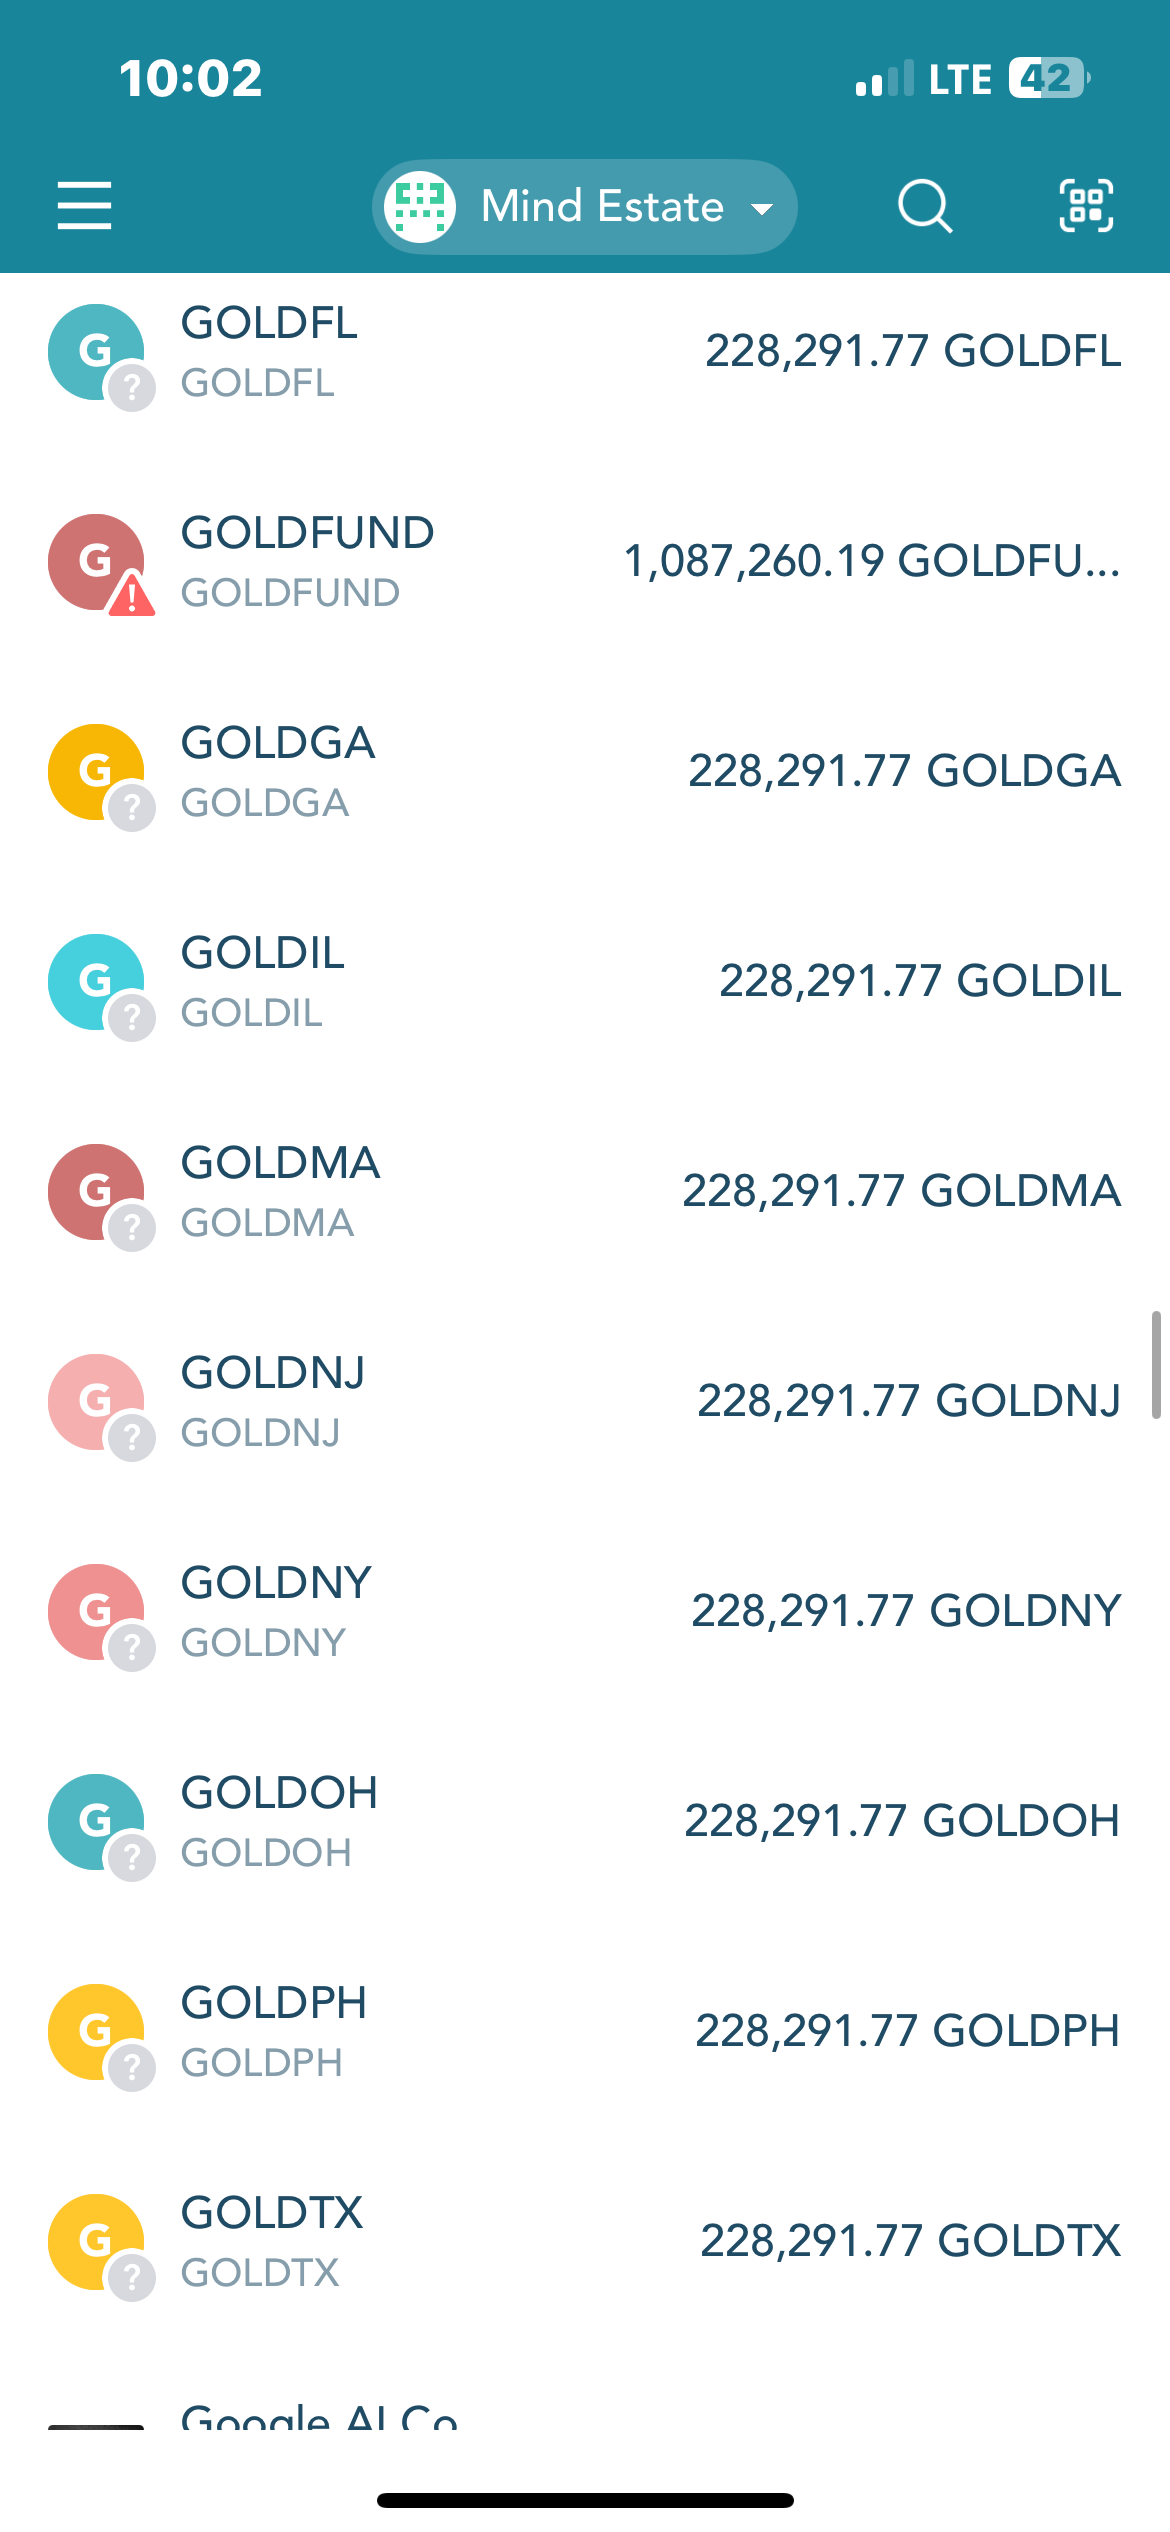 10:02
LTE 42
Mind Estate
G
?
GOLDFL
GOLDFL
228,291.77 GOLDFL
G
!
GOLDFUND
GOLDFUND
1,087,260.19 GOLDFU...
G
?
GOLDGA
GOLDGA
228,291.77 GOLDGA
G
?
GOLDIL
GOLDIL
228,291.77 GOLDIL
G
?
GOLDMA
GOLDMA
228,291.77 GOLDMA
G
?
GOLDNJ
GOLDNJ
228,291.77 GOLDNJ
G
?
GOLDNY
GOLDNY
228,291.77 GOLDNY
G
?
GOLDOH
GOLDOH
228,291.77 GOLDOH
G
?
GOLDPH
GOLDPH
228,291.77 GOLDPH
G
?
GOLDTX
GOLDTX
228,291.77 GOLDTX
Google AI Co